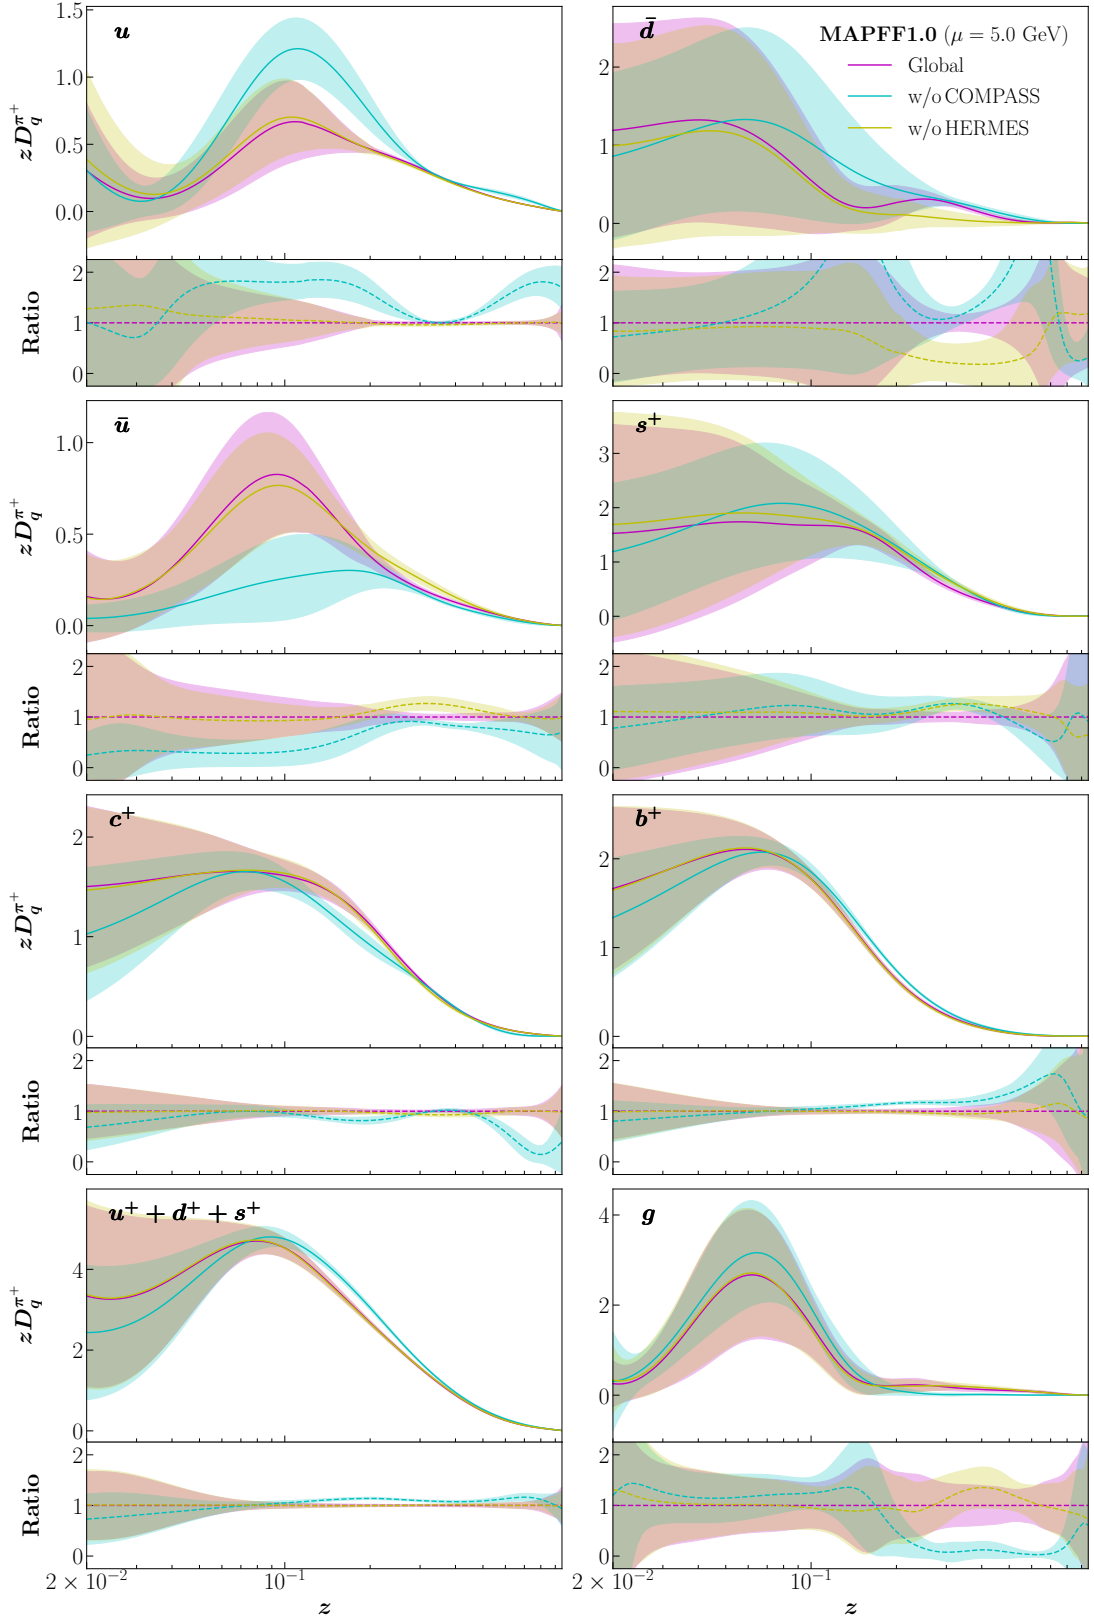 u
1.5
1.0
0.5
0.0
zD_q^{π^+}
2
1
0
Ratio
d̄
MAPFF1.0 (μ = 5.0 GeV)
Global
w/o COMPASS
w/o HERMES
2
1
0
2
1
0
ū
1.0
0.5
0.0
zD_q^{π^+}
2
1
0
Ratio
s⁺
3
2
1
0
2
1
0
c⁺
2
1
0
zD_q^{π^+}
2
1
0
Ratio
b⁺
2
1
0
2
1
0
u⁺ + d⁺ + s⁺
4
2
0
zD_q^{π^+}
2
1
0
Ratio
2 × 10⁻²
10⁻¹
z
g
4
2
0
2
1
0
2 × 10⁻²
10⁻¹
z